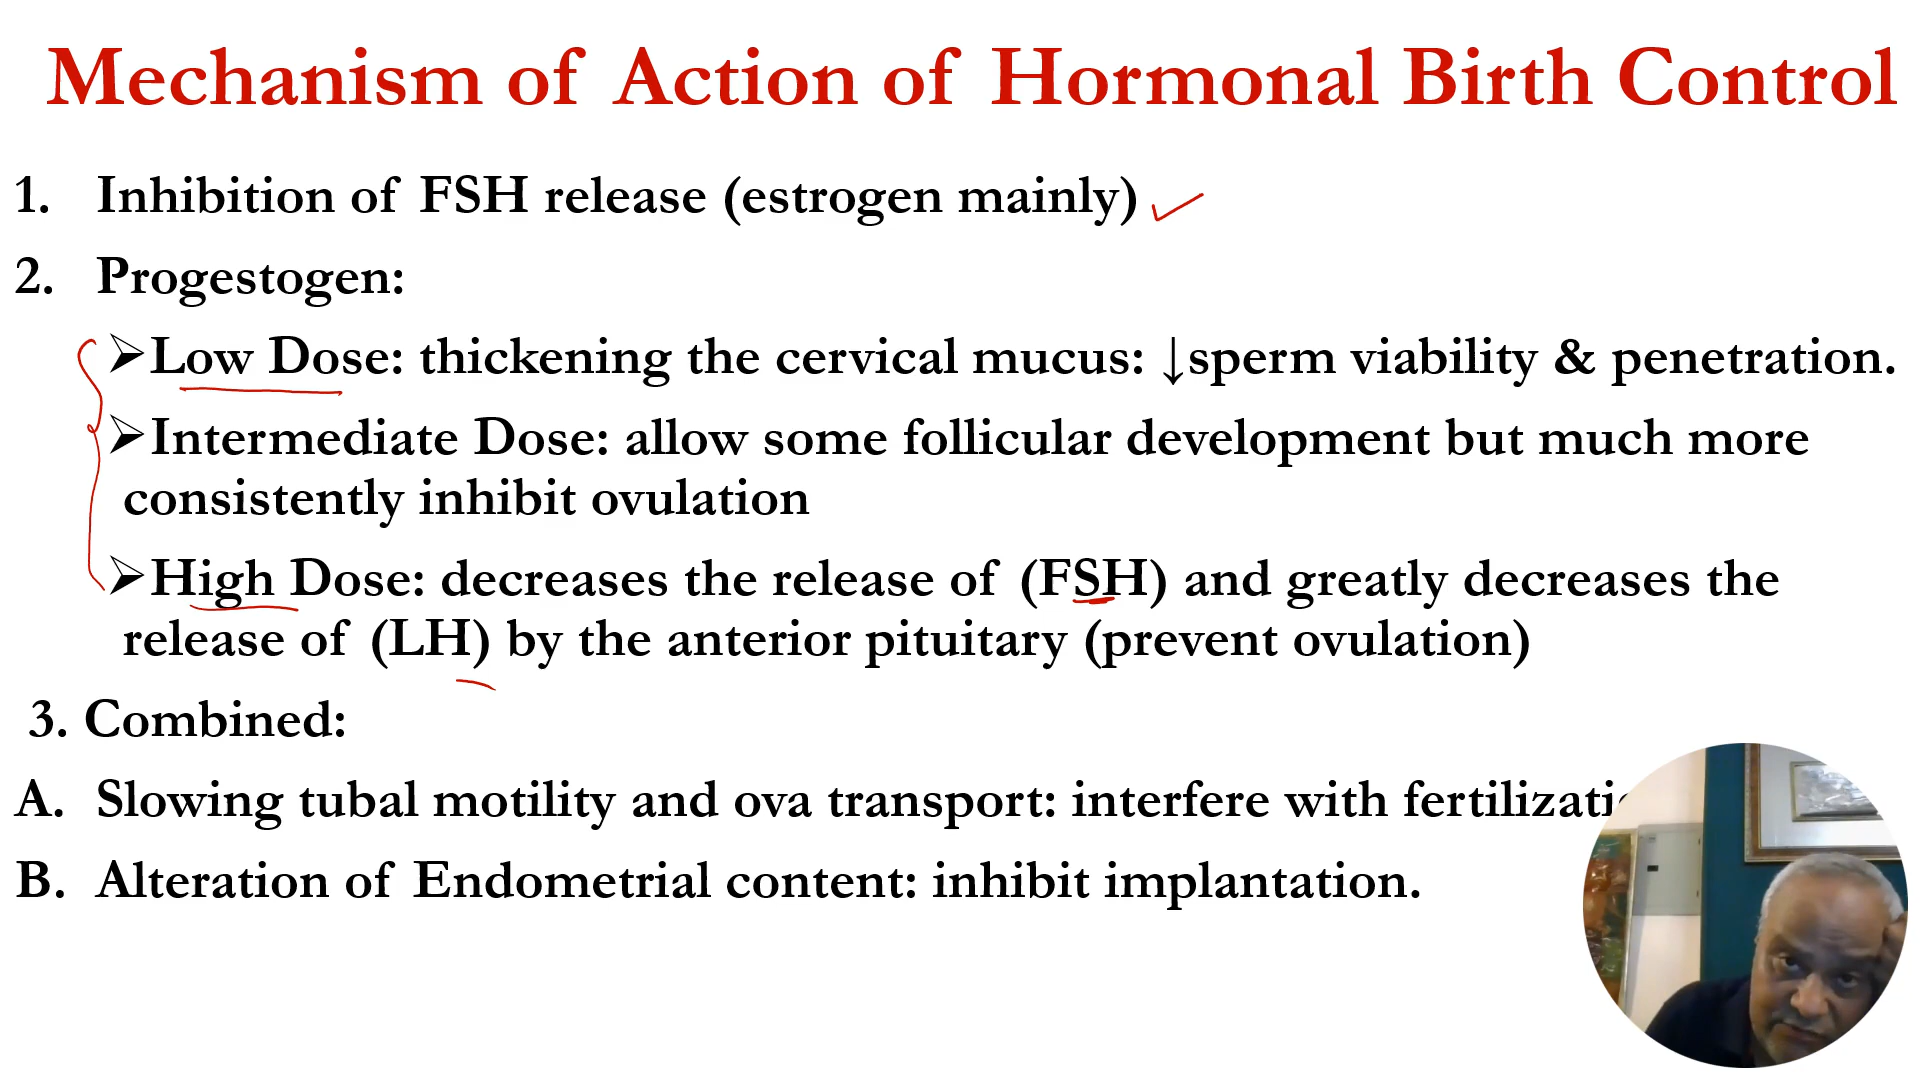 Mechanism of Action of Hormonal Birth Control
1. Inhibition of FSH release (estrogen mainly)
2. Progestogen:
➢Low Dose: thickening the cervical mucus: ↓sperm viability & penetration.
➢Intermediate Dose: allow some follicular development but much more
consistently inhibit ovulation
➢High Dose: decreases the release of (FSH) and greatly decreases the
release of (LH) by the anterior pituitary (prevent ovulation)
3. Combined:
A. Slowing tubal motility and ova transport: interfere with
B. Alteration of Endometrial content: inhibit implantation.